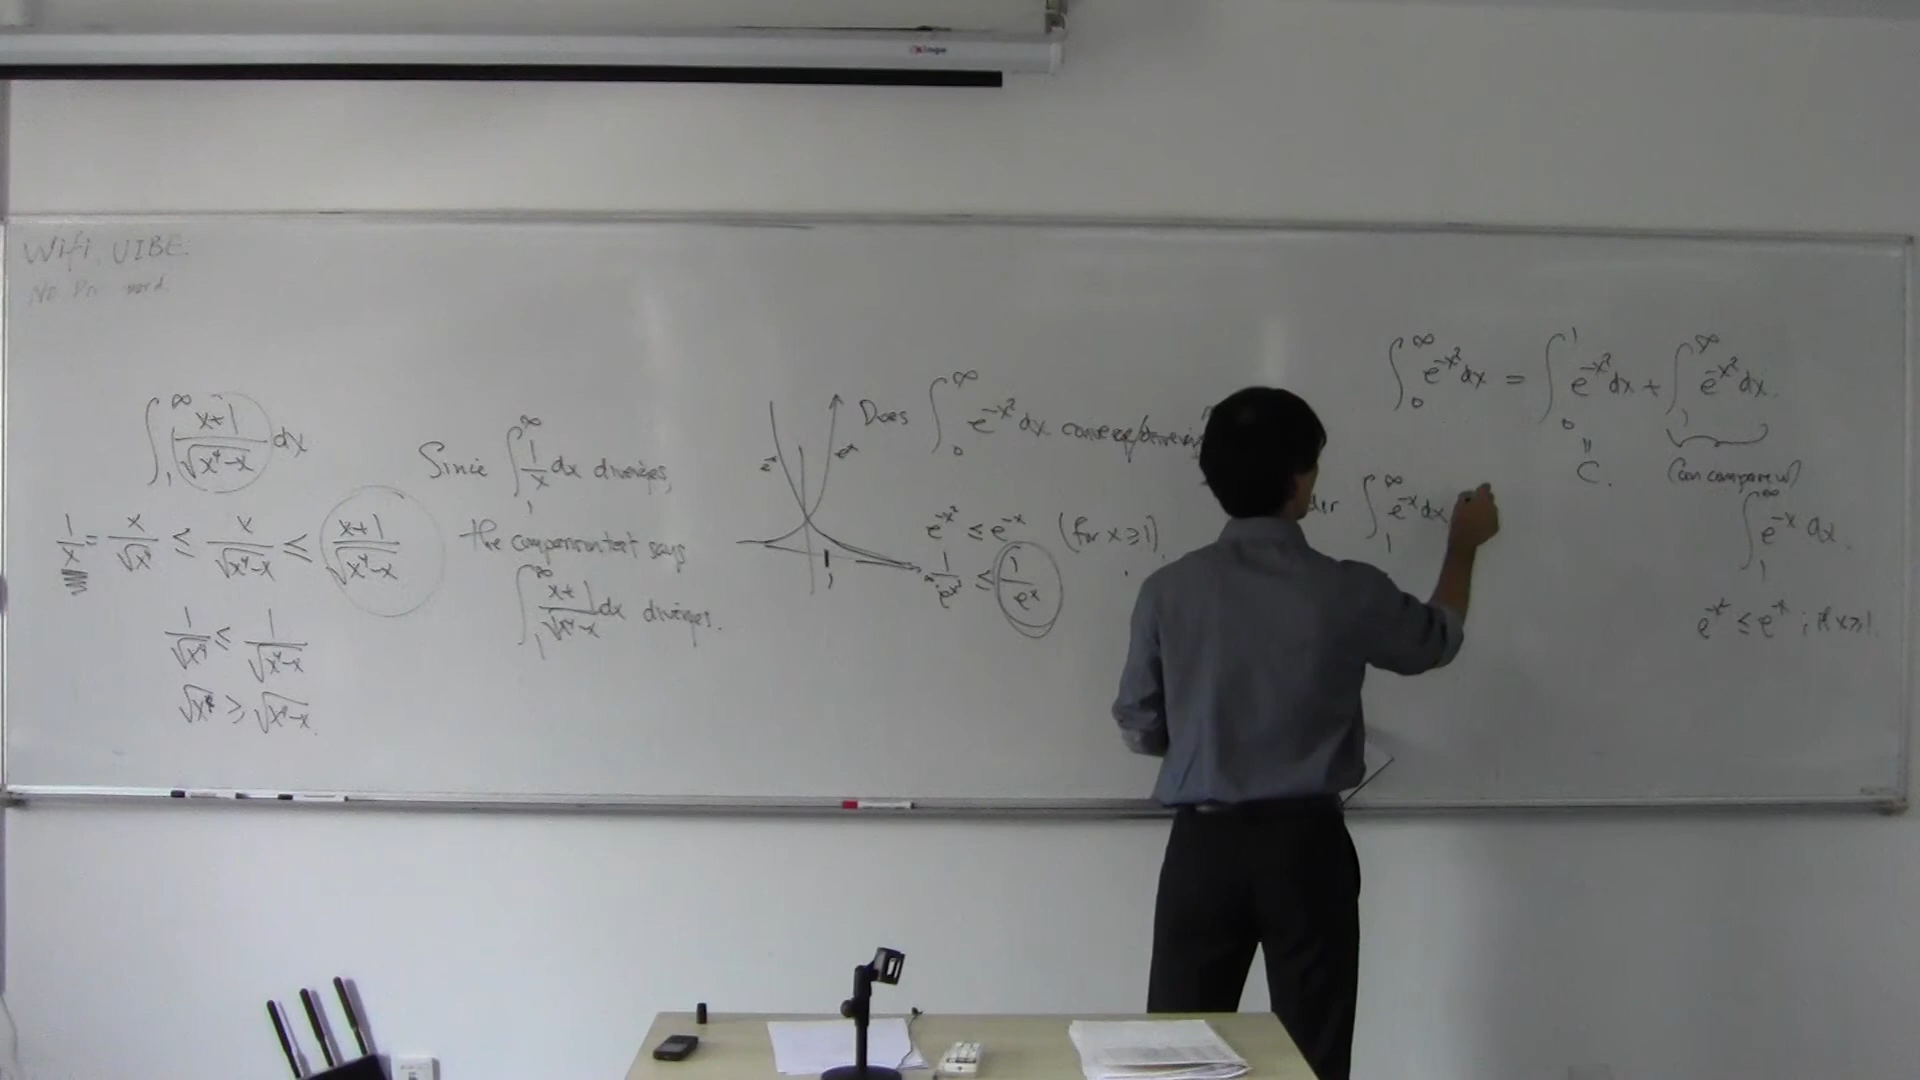 Wifi UIBE
∫₁^∞ (x+1)/√(x⁴-x) dx
1/x = x/√x⁴ ≤ x/√(x⁴-x) ≤ (x+1)/√(x⁴-x)
1/√x⁴ ≤ 1/√(x⁴-x)
√x⁴ ≥ √(x⁴-x)
Since ∫₁^∞ 1/x dx diverges,
the comparison test says
∫₁^∞ (x+1)/√(x⁴-x) dx diverges.
e^-x
e^x
1
Does ∫₀^∞ e^-x² dx converge/
e^-x² ≤ e^-x (for x ≥ 1)
1/e^x² ≤ 1/e^x
∫₁^∞ e^-x dx
∫₀^∞ e^-x² dx = ∫₀^1 e^-x² dx + ∫₁^∞ e^-x² dx.
" C.
(can compare w/
∫₁^∞ e^-x dx.
e^-x² ≤ e^-x ; if x ≥ 1.